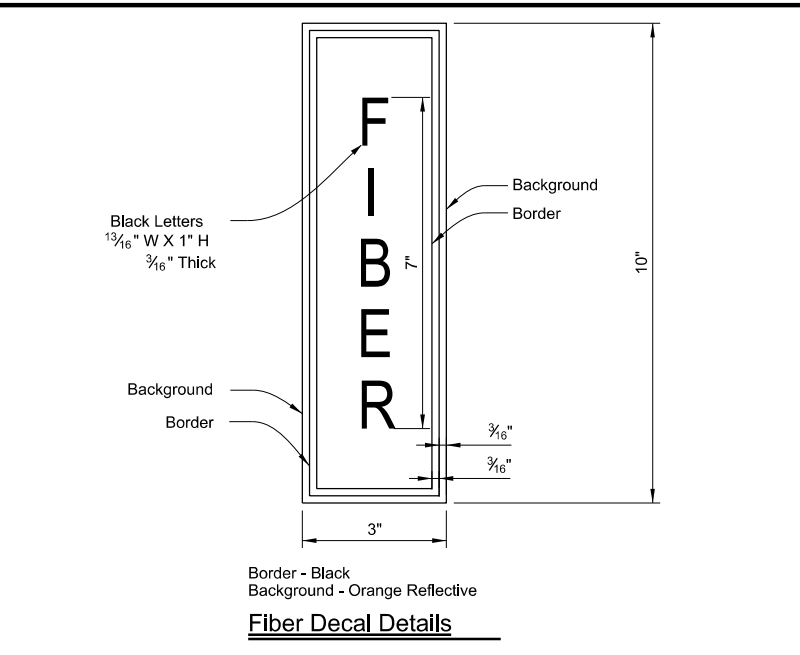 F
I
B
E
R
Background
Border
Black Letters
13/16" W X 1" H
3/16" Thick
7"
10"
Background
Border
3/16"
3/16"
3"
Border - Black
Background - Orange Reflective
Fiber Decal Details